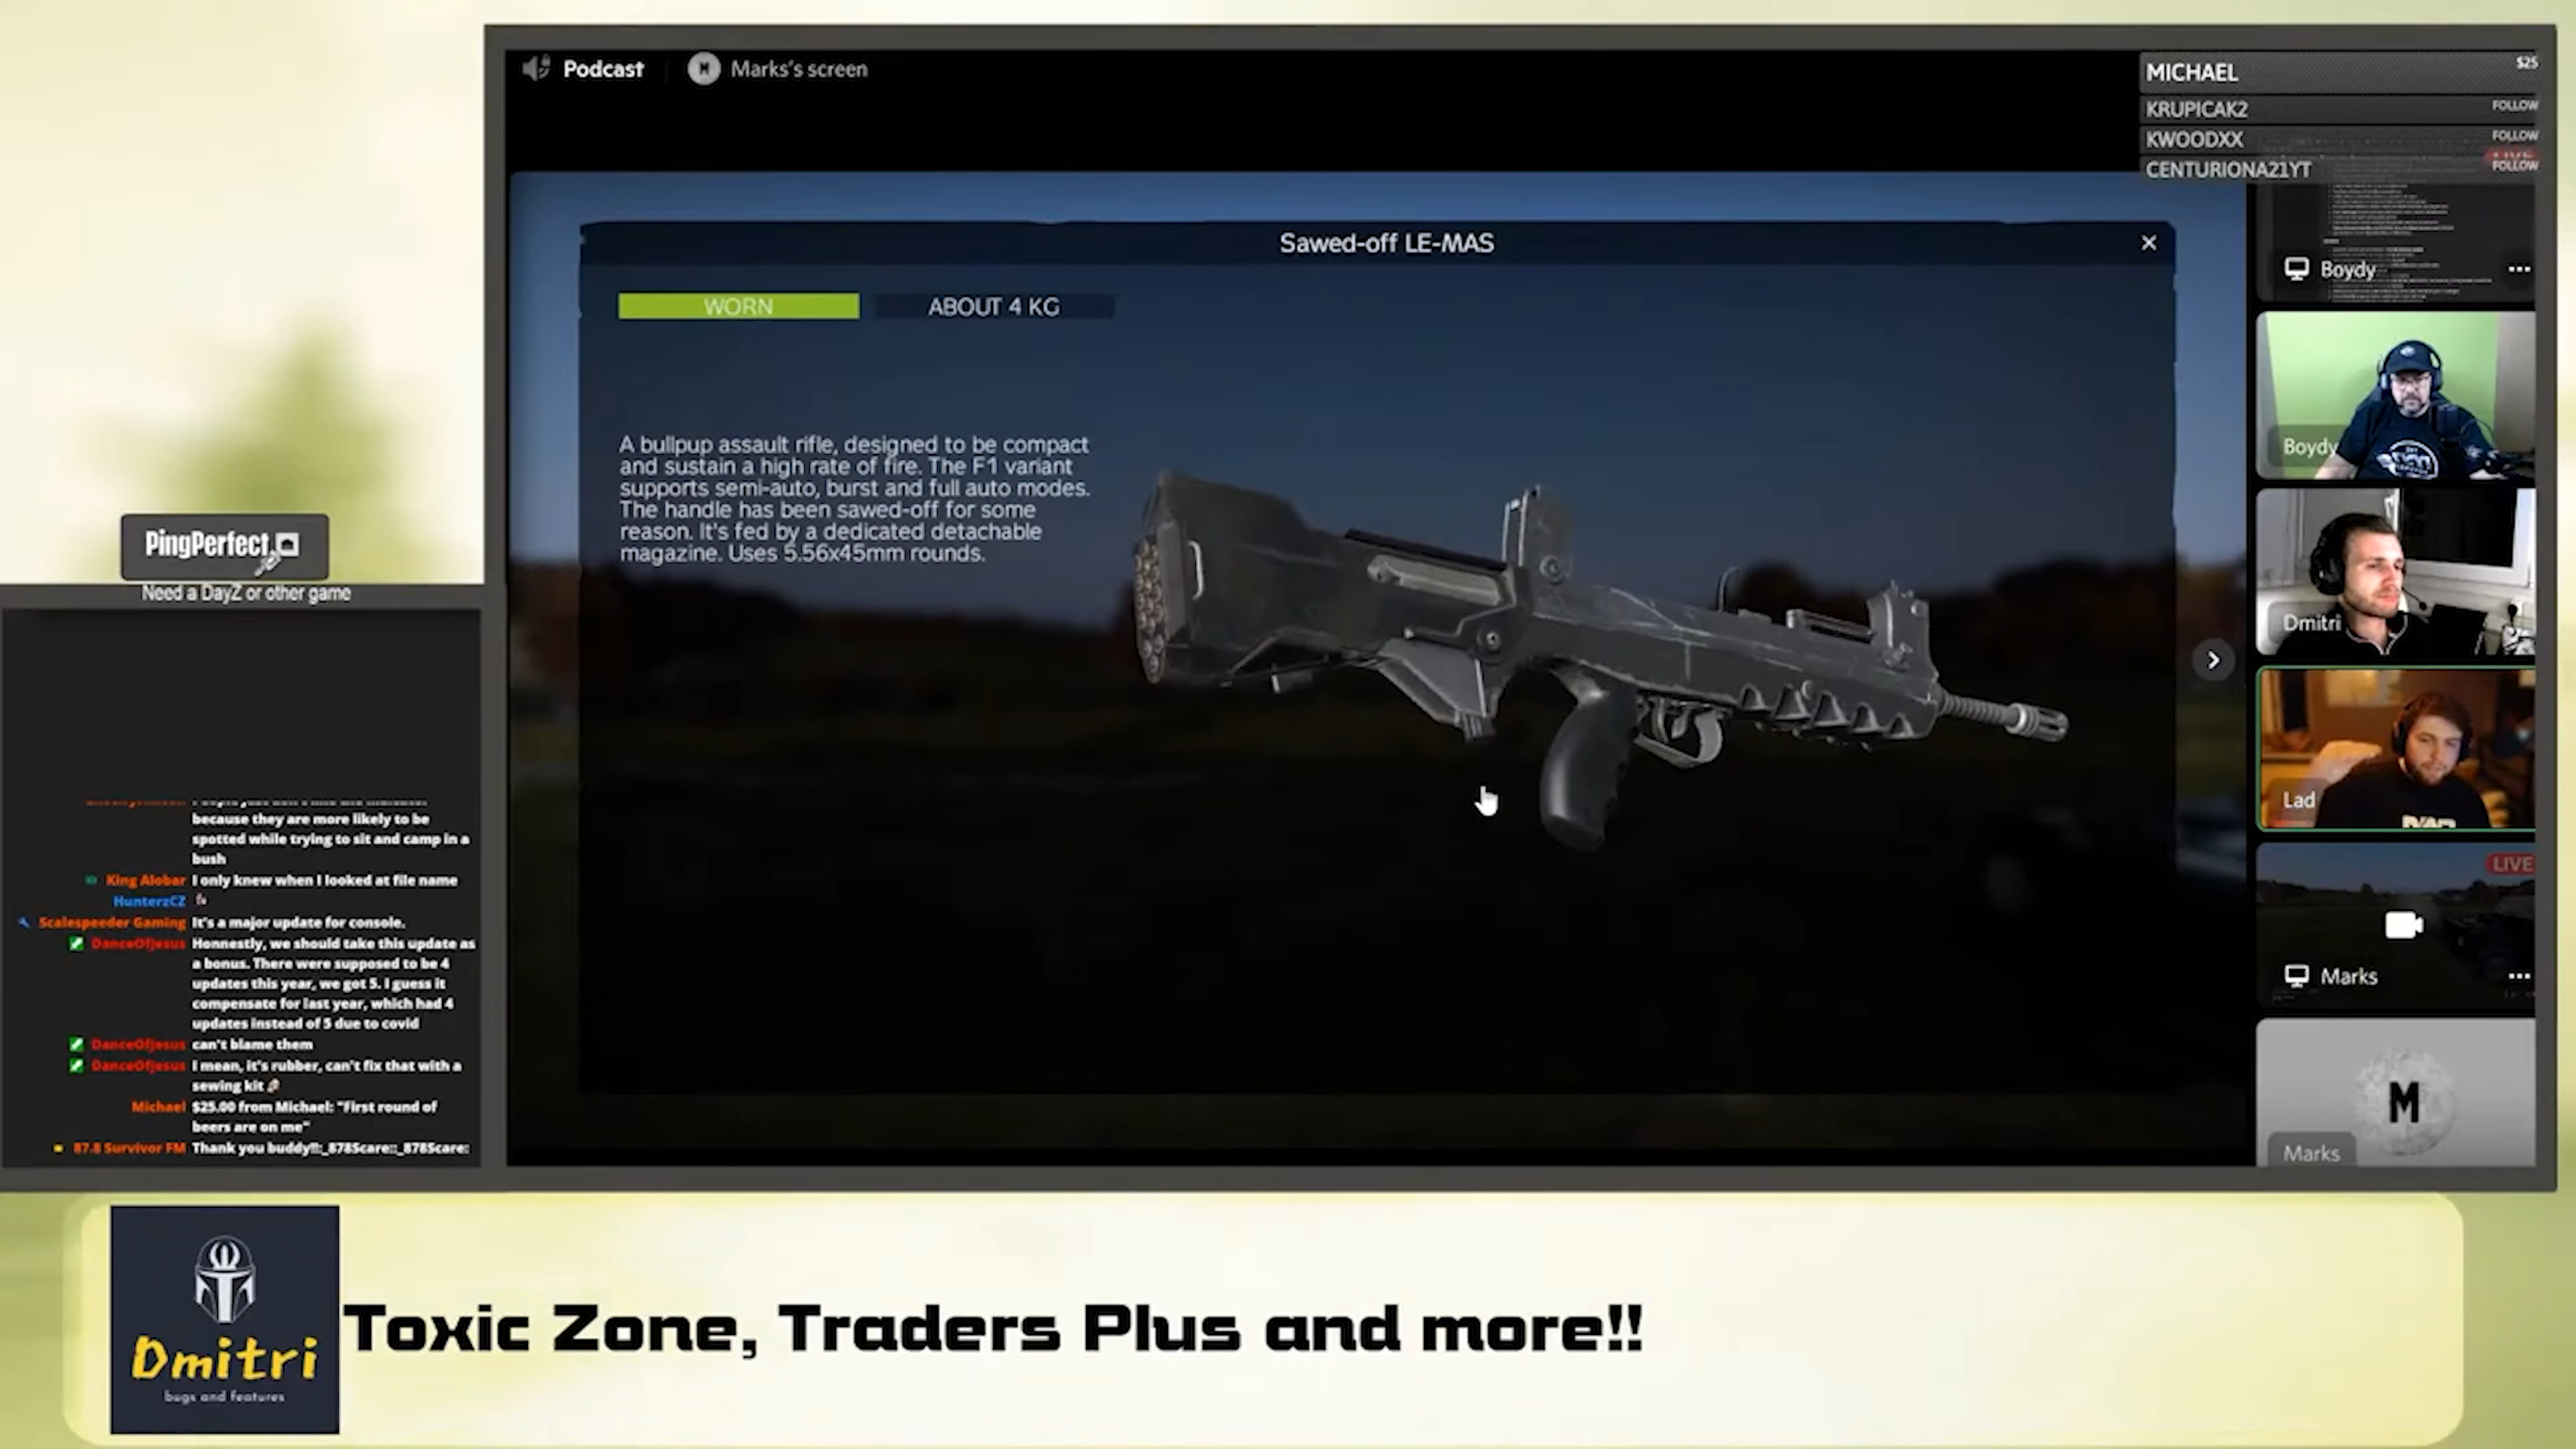 Podcast
M
Marks's screen
MICHAEL
$25
KRUPICAK2
FOLLOW
KWOODXX
FOLLOW
CENTURIONA21YT
FOLLOW
Sawed-off LE-MAS
WORN
ABOUT 4 KG
A bullpup assault rifle, designed to be compact
and sustain a high rate of fire. The F1 variant
supports semi-auto, burst and full auto modes.
The handle has been sawed-off for some
reason. It's fed by a dedicated detachable
magazine. Uses 5.56x45mm rounds.
Boydy
Boydy
Dmitri
Lad
LIVE
Marks
M
Marks
PingPerfect
Need a DayZ or other game
because they are more likely to be
spotted while trying to sit and camp in a
bush
King Alobar I only knew when I looked at file name
HunterzCZ
Scalespeeder Gaming It's a major update for console.
DanceOfJesus Honnestly, we should take this update as
a bonus. There were supposed to be 4
updates this year, we got 5. I guess it
compensate for last year, which had 4
updates instead of 5 due to covid
DanceOfJesus can't blame them
DanceOfJesus I mean, it's rubber, can't fix that with a
sewing kit
Michael $25.00 from Michael: "First round of
beers are on me"
87.8 Survivor FM Thank you buddy!!:_878Scare::_878Scare:
Dmitri
bugs and features
Toxic Zone, Traders Plus and more!!